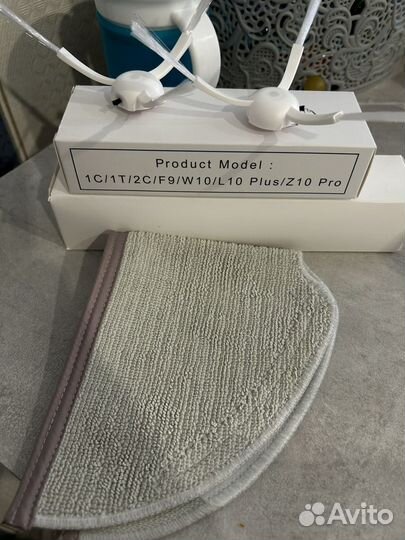 Product Model :
1C/1T/2C/F9/W10/L10 Plus/Z10 Pro
Avito